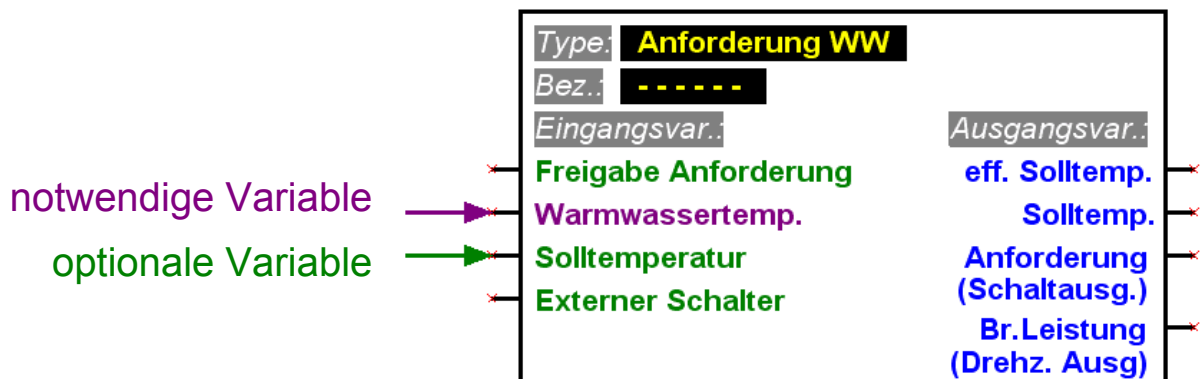 Type: Anforderung WW
Bez.: - - - - - -
Eingangsvar.: Ausgangsvar.:
Freigabe Anforderung eff. Solltemp.
notwendige Variable Warmwassertemp. Solltemp.
optionale Variable Solltemperatur Anforderung
(Schaltausg.)
Externer Schalter
Br.Leistung
(Drehz. Ausg)